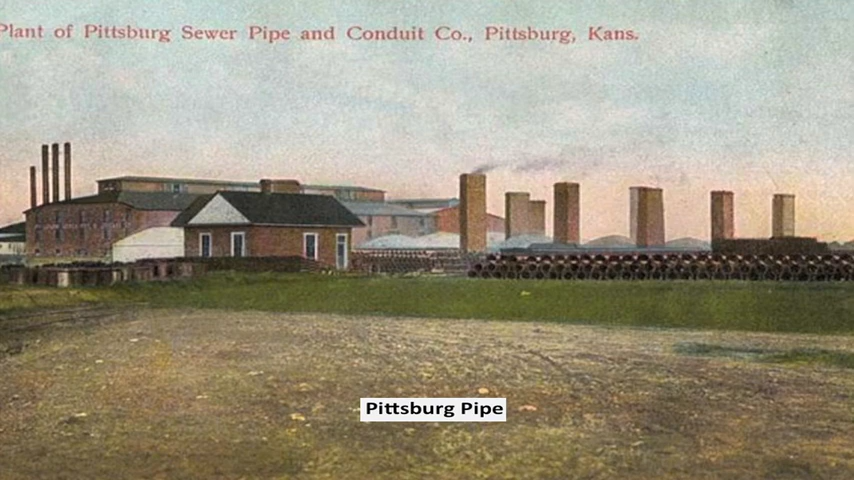 Plant of Pittsburg Sewer Pipe and Conduit Co., Pittsburg, Kans.
Pittsburg Pipe